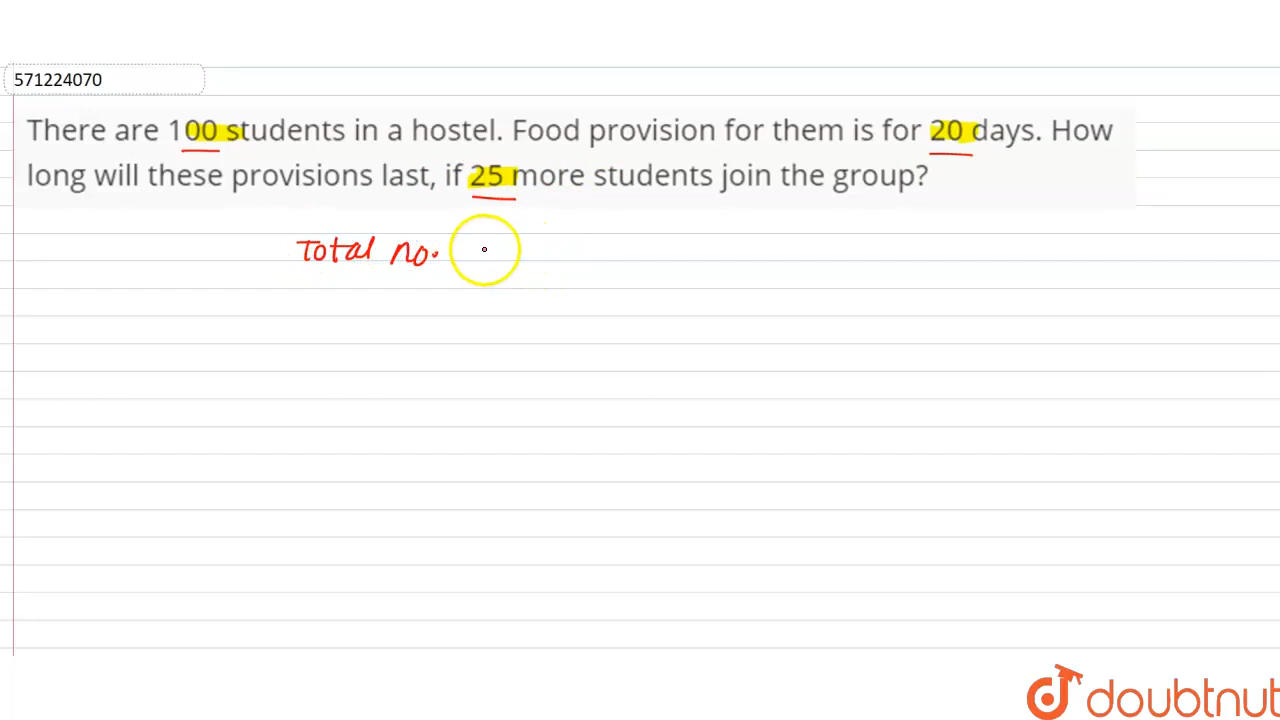 571224070
There are 100 students in a hostel. Food provision for them is for 20 days. How
long will these provisions last, if 25 more students join the group?
Total no.
doubtnut